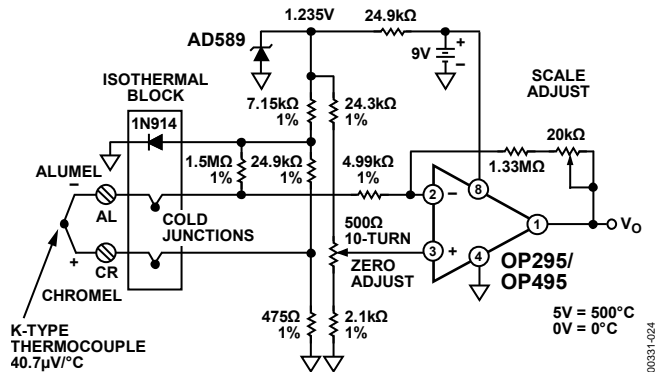 1.235V
24.9kΩ
AD589
9V
+
−
ISOTHERMAL
BLOCK
7.15kΩ
1%
24.3kΩ
1%
SCALE
ADJUST
1N914
20kΩ
1.33MΩ
1.5MΩ
1%
24.9kΩ
1%
4.99kΩ
1%
ALUMEL
−
AL
COLD
JUNCTIONS
2
−
8
1
VO
500Ω
10-TURN
3
+
4
ZERO
ADJUST
OP295/
OP495
+
CR
CHROMEL
475Ω
1%
2.1kΩ
1%
5V = 500°C
0V = 0°C
K-TYPE
THERMOCOUPLE
40.7µV/°C
00331-024